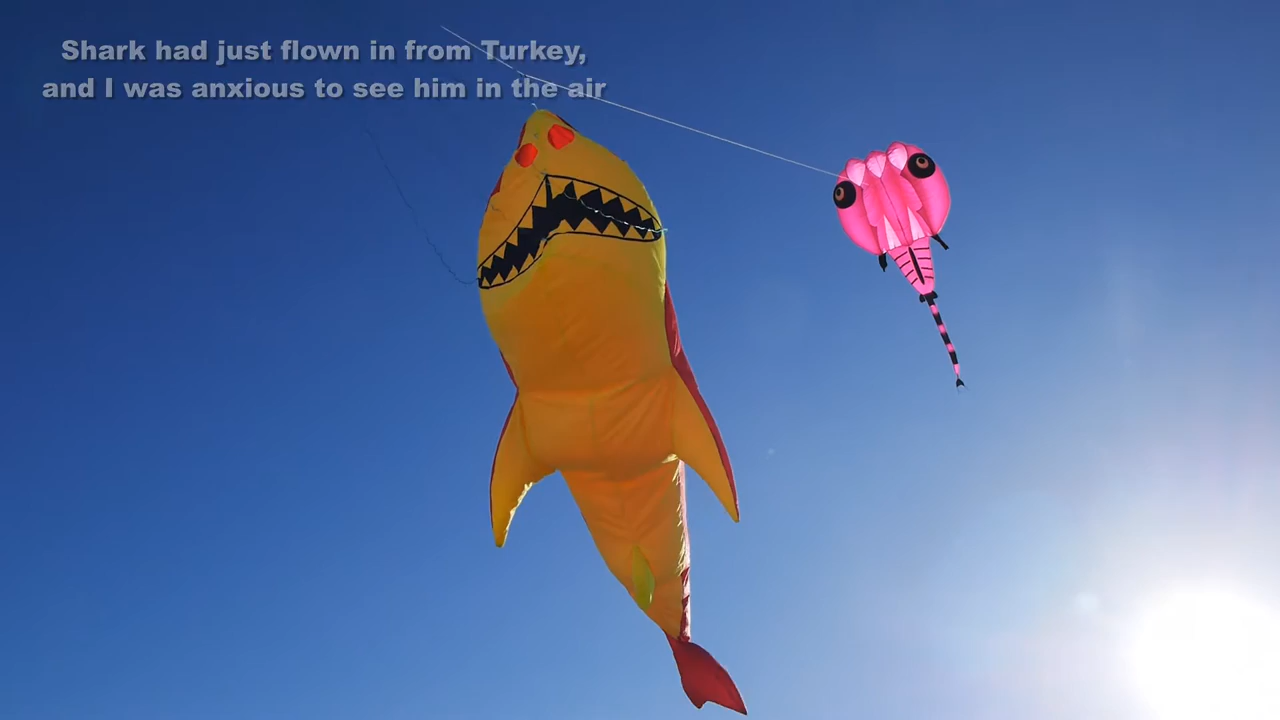 Shark had just flown in from Turkey,
and I was anxious to see him in the air